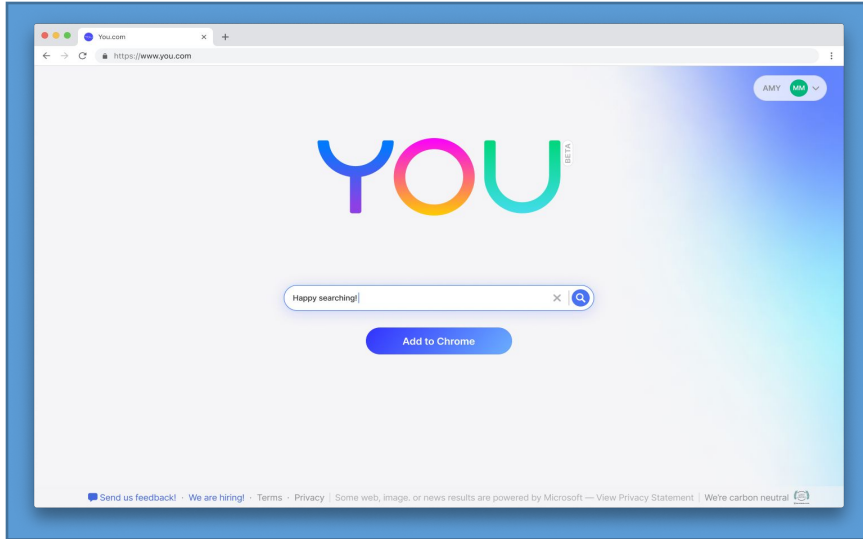 You.com
https://www.you.com
AMY MM
YOU
BETA
Happy searching!
Add to Chrome
Send us feedback! · We are hiring! · Terms · Privacy | Some web, image. or news results are powered by Microsoft — View Privacy Statement | We're carbon neutral